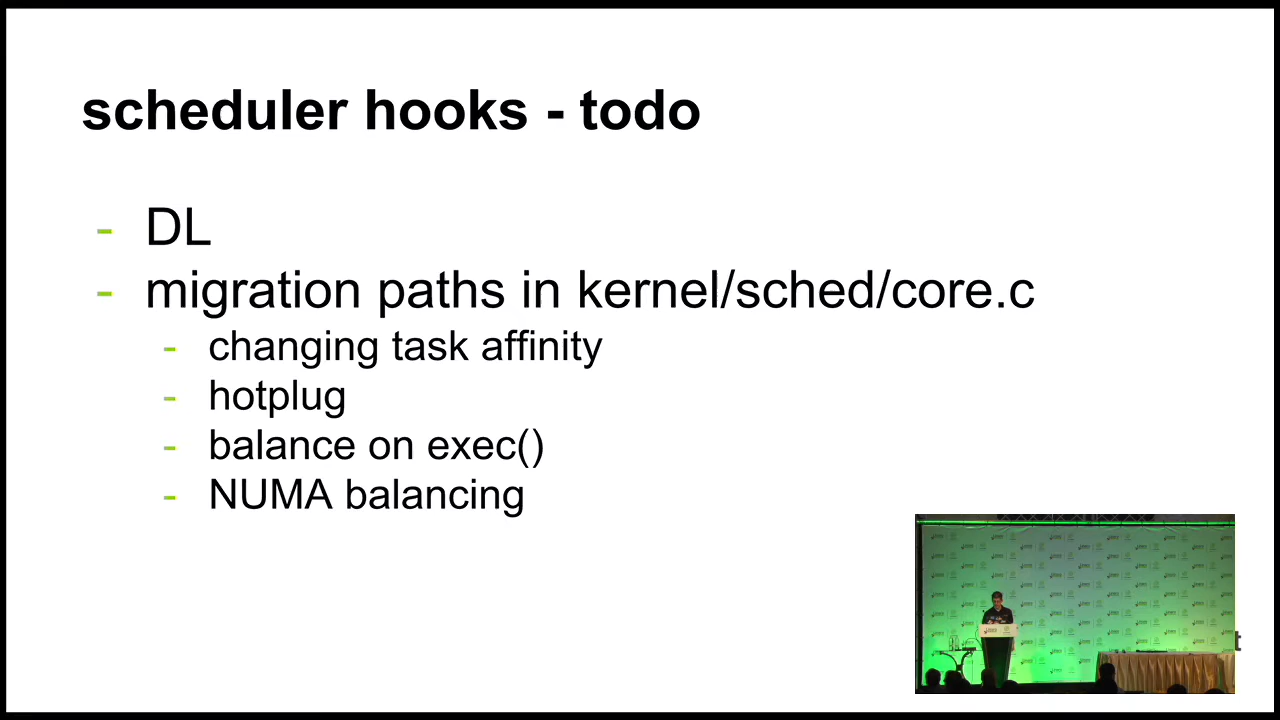 scheduler hooks - todo
- DL
- migration paths in kernel/sched/core.c
- changing task affinity
- hotplug
- balance on exec()
- NUMA balancing